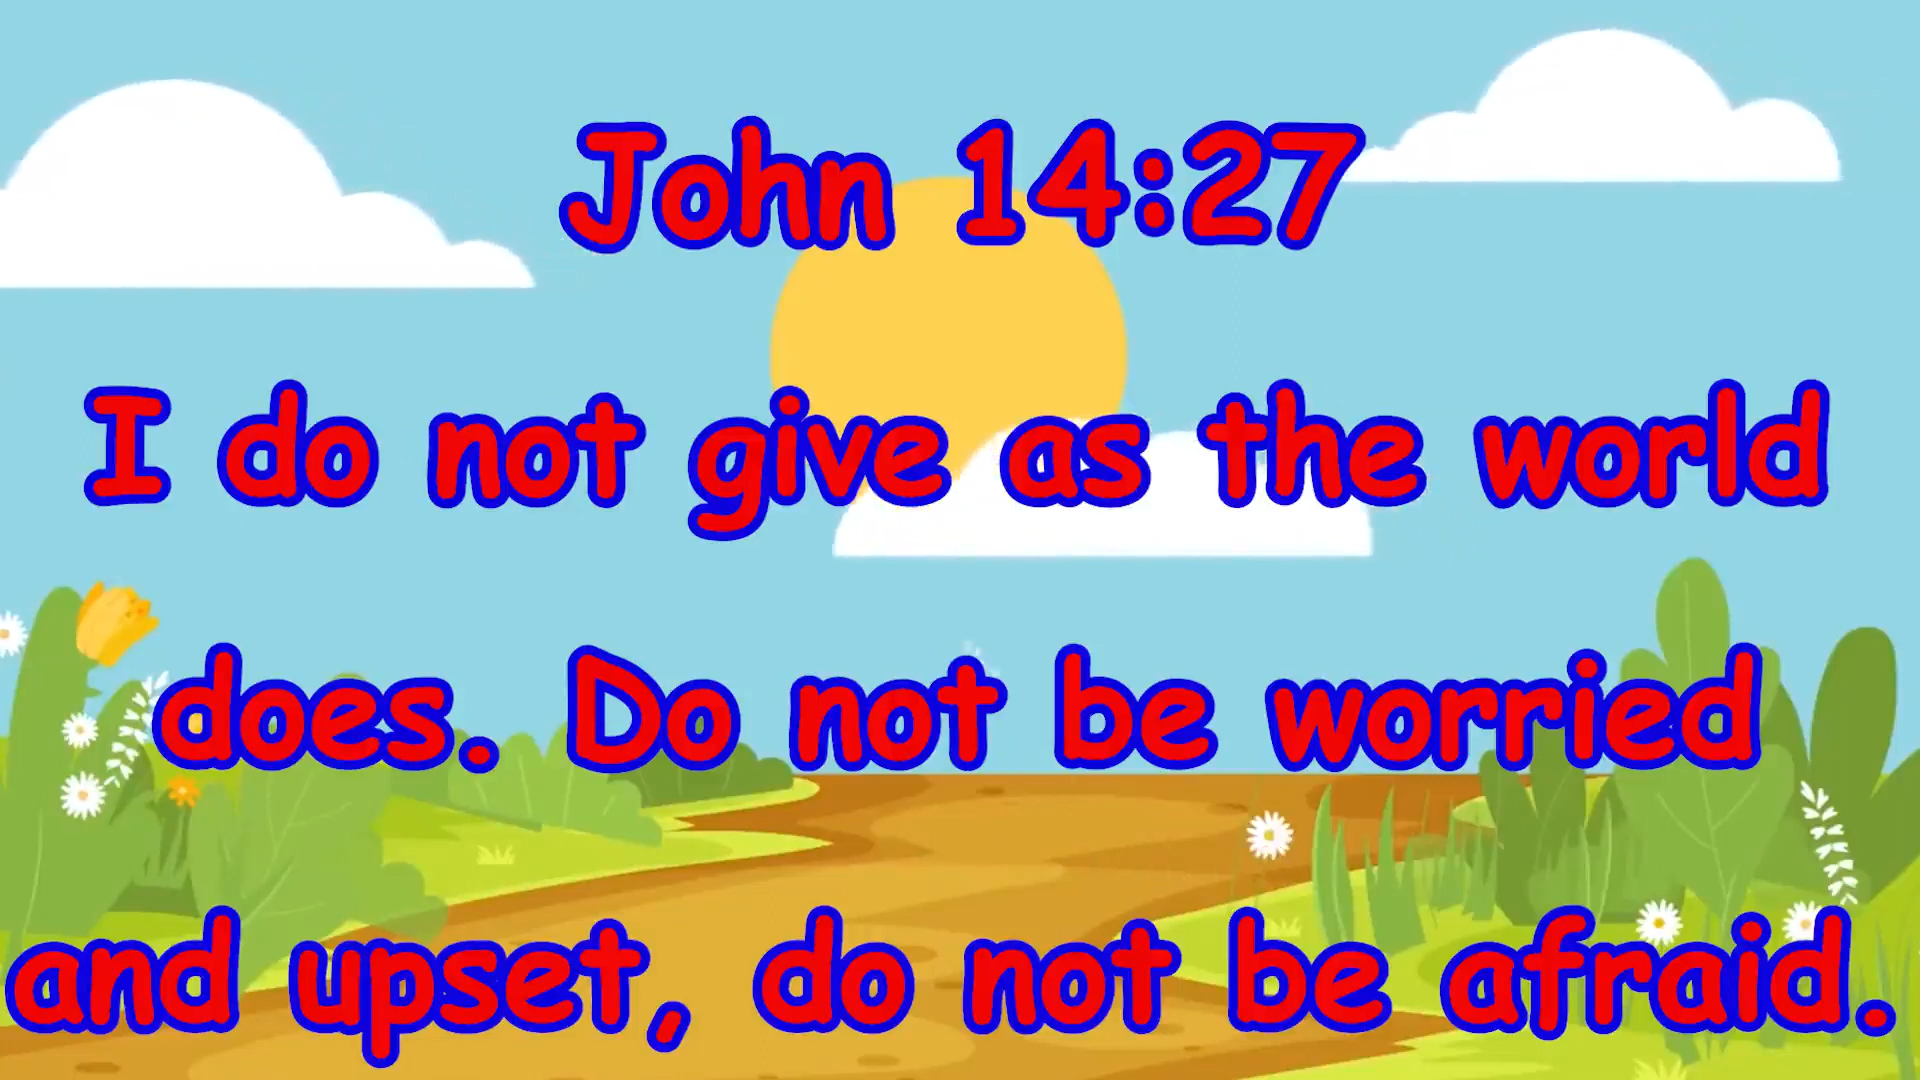 John 14:27
I do not give as the world
does. Do not be worried
and upset, do not be afraid.